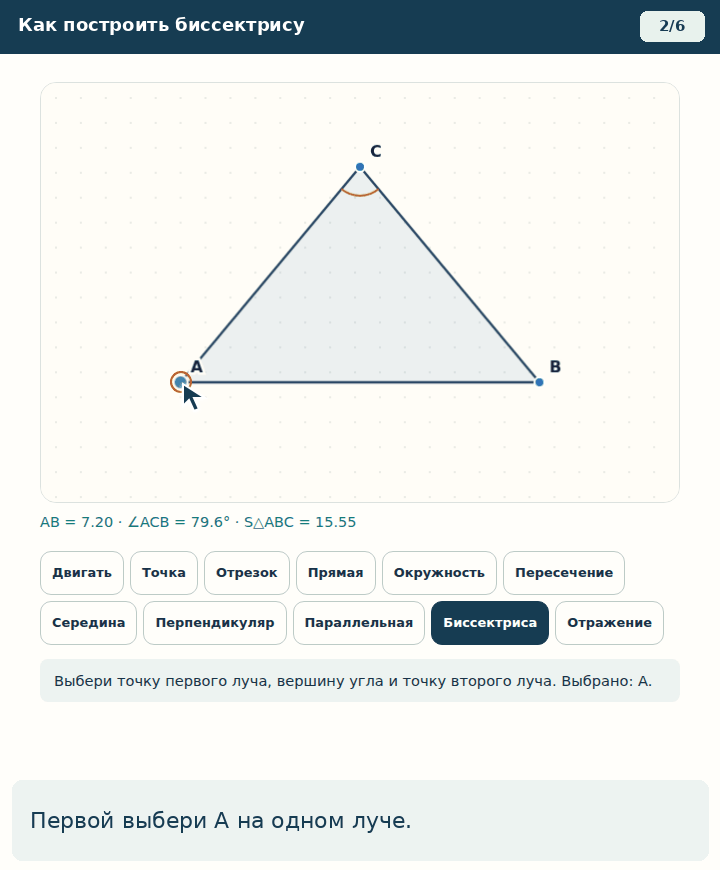 Как построить биссектрису
2/6
C
A
B
AB = 7.20 · ∠ACB = 79.6° · S△ABC = 15.55
Двигать
Точка
Отрезок
Прямая
Окружность
Пересечение
Середина
Перпендикуляр
Параллельная
Биссектриса
Отражение
Выбери точку первого луча, вершину угла и точку второго луча. Выбрано: A.
Первой выбери A на одном луче.